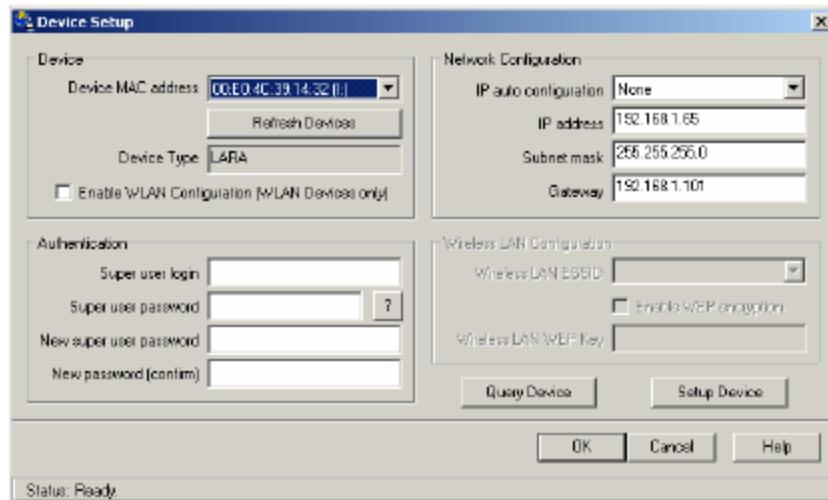 Device Setup
Device
Device MAC address 00:E0:4C:39:14:32 (I:)
Refresh Devices
Device Type LARA
Enable WLAN Configuration (WLAN Devices only)
Network Configuration
IP auto configuration None
IP address 192.168.1.65
Subnet mask 255.255.255.0
Gateway 192.168.1.101
Authentication
Super user login
Super user password ?
New super user password
New password (confirm)
Wireless LAN Configuration
Wireless LAN ESSID
Enable WEP encryption
Wireless LAN WEP Key
Query Device
Setup Device
OK
Cancel
Help
Status: Ready.